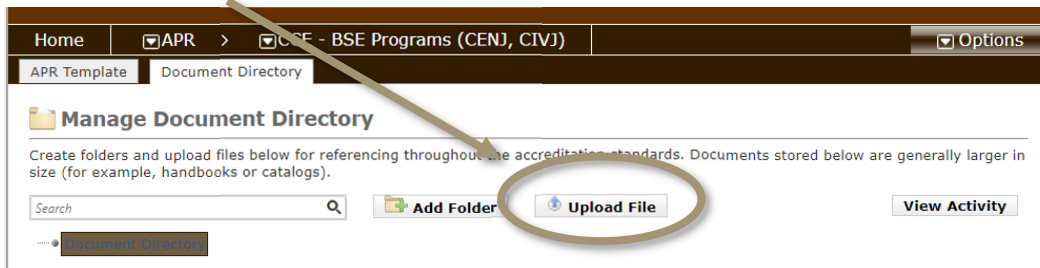 Home APR > CCE - BSE Programs (CENJ, CIVJ) Options
APR Template Document Directory
Manage Document Directory
Create folders and upload files below for referencing throughout the accreditation standards. Documents stored below are generally larger in
size (for example, handbooks or catalogs).
Search Add Folder Upload File View Activity
Document Directory